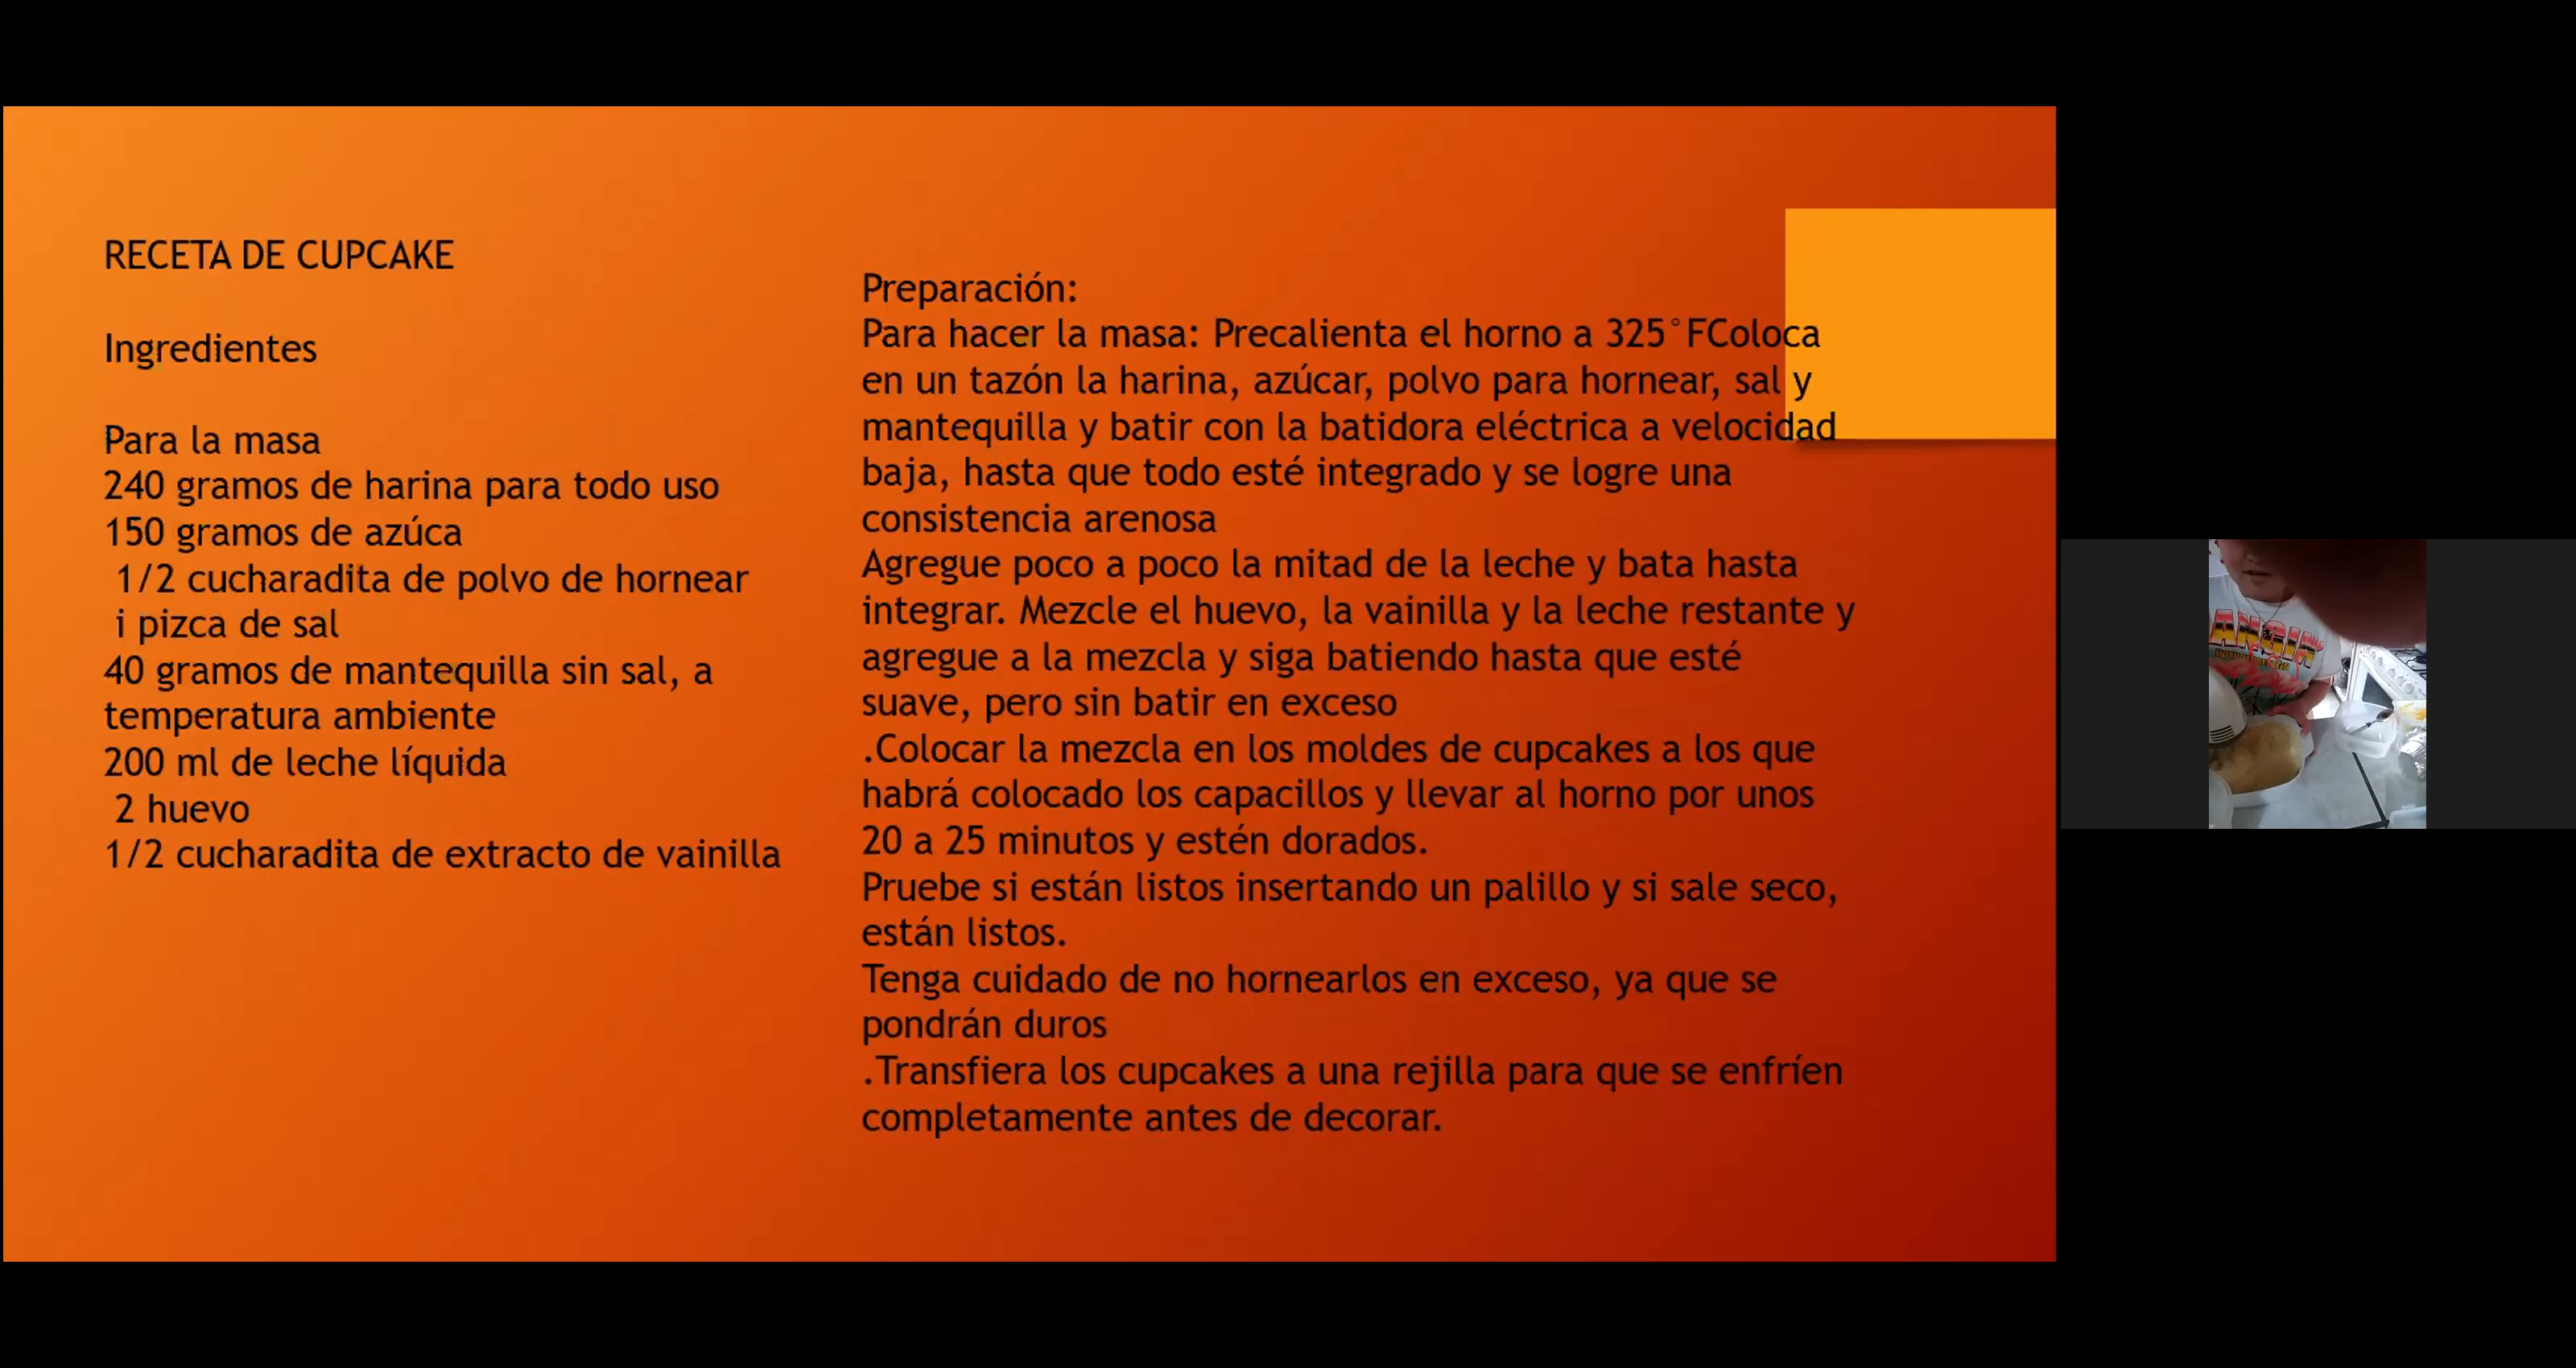 RECETA DE CUPCAKE
Ingredientes
Para la masa
240 gramos de harina para todo uso
150 gramos de azúca
1/2 cucharadita de polvo de hornear
i pizca de sal
40 gramos de mantequilla sin sal, a
temperatura ambiente
200 ml de leche líquida
2 huevo
1/2 cucharadita de extracto de vainilla
Preparación:
Para hacer la masa: Precalienta el horno a 325°FColoca
en un tazón la harina, azúcar, polvo para hornear, sal y
mantequilla y batir con la batidora eléctrica a velocidad
baja, hasta que todo esté integrado y se logre una
consistencia arenosa
Agregue poco a poco la mitad de la leche y bata hasta
integrar. Mezcle el huevo, la vainilla y la leche restante y
agregue a la mezcla y siga batiendo hasta que esté
suave, pero sin batir en exceso
.Colocar la mezcla en los moldes de cupcakes a los que
habrá colocado los capacillos y llevar al horno por unos
20 a 25 minutos y estén dorados.
Pruebe si están listos insertando un palillo y si sale seco,
están listos.
Tenga cuidado de no hornearlos en exceso, ya que se
pondrán duros
.Transfiera los cupcakes a una rejilla para que se enfríen
completamente antes de decorar.